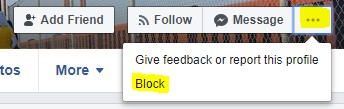 Add Friend Follow Message ...
Give feedback or report this profile
tos More
Block